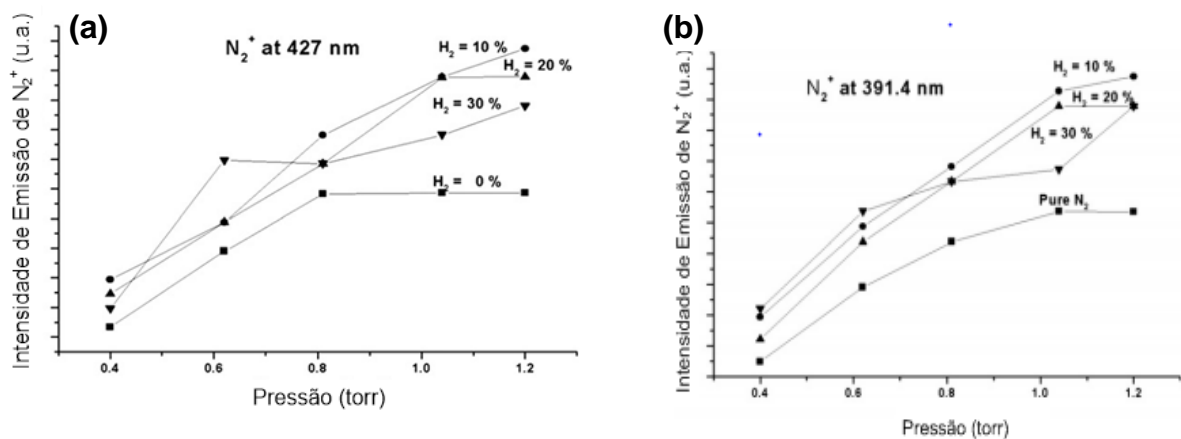 (a)
Intensidade de Emissão de N₂⁺ (u.a.)
N₂⁺ at 427 nm
H₂ = 10 %
H₂ = 20 %
H₂ = 30 %
H₂ = 0 %
0.4 0.6 0.8 1.0 1.2
Pressão (torr)
(b)
Intensidade de Emissão de N₂⁺ (u.a.)
N₂⁺ at 391.4 nm
H₂ = 10 %
H₂ = 20 %
H₂ = 30 %
Pure N₂
0.4 0.6 0.8 1.0 1.2
Pressão (torr)